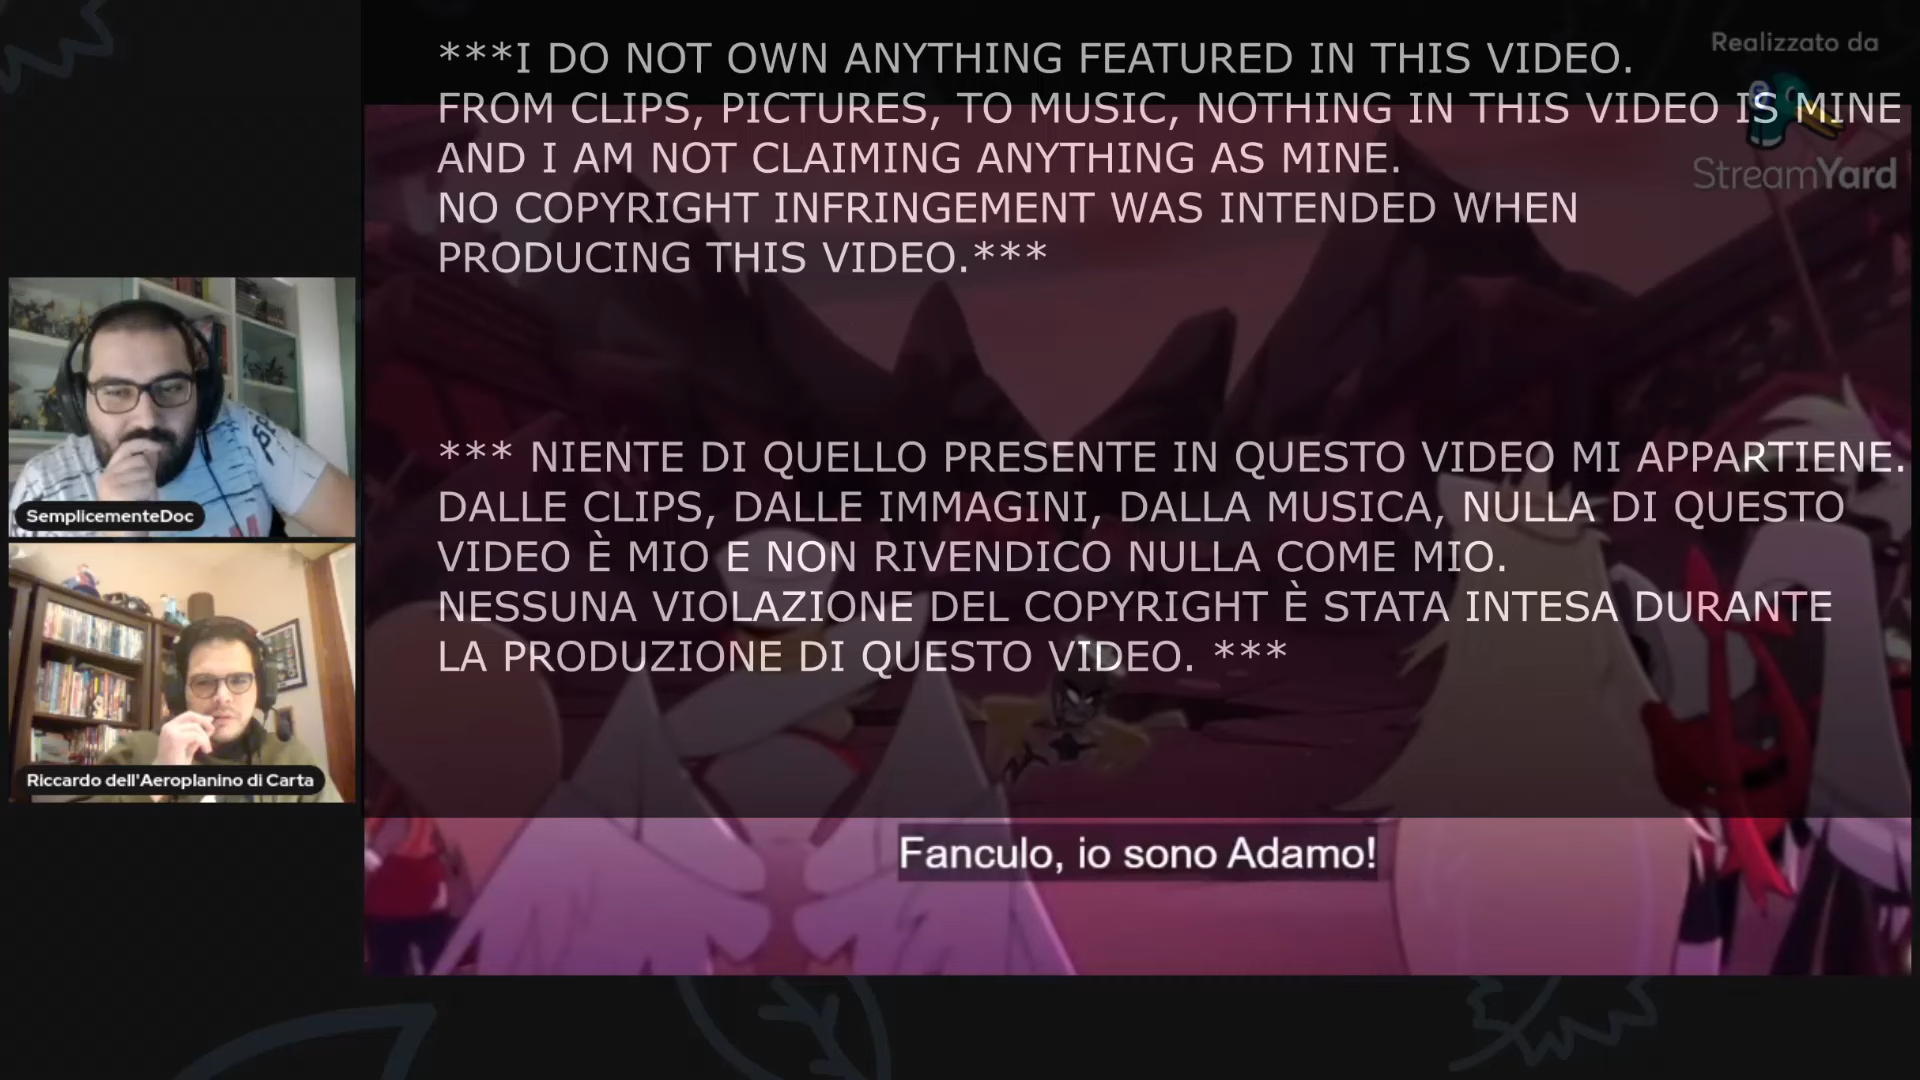 ***I DO NOT OWN ANYTHING FEATURED IN THIS VIDEO.
FROM CLIPS, PICTURES, TO MUSIC, NOTHING IN THIS VIDEO IS MINE
AND I AM NOT CLAIMING ANYTHING AS MINE.
NO COPYRIGHT INFRINGEMENT WAS INTENDED WHEN
PRODUCING THIS VIDEO.***
Realizzato da
StreamYard
*** NIENTE DI QUELLO PRESENTE IN QUESTO VIDEO MI APPARTIENE.
DALLE CLIPS, DALLE IMMAGINI, DALLA MUSICA, NULLA DI QUESTO
VIDEO È MIO E NON RIVENDICO NULLA COME MIO.
NESSUNA VIOLAZIONE DEL COPYRIGHT È STATA INTESA DURANTE
LA PRODUZIONE DI QUESTO VIDEO. ***
SemplicementeDoc
Riccardo dell'Aeroplanino di Carta
Fanculo, io sono Adamo!